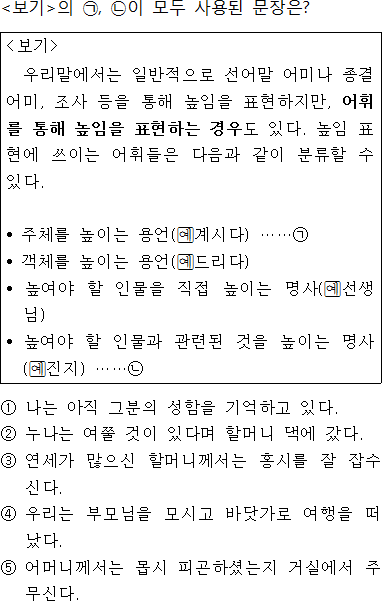 <보기>의 ㉠, ㉡이 모두 사용된 문장은?
<보기>
우리말에서는 일반적으로 선어말 어미나 종결
어미, 조사 등을 통해 높임을 표현하지만, 어휘
를 통해 높임을 표현하는 경우도 있다. 높임 표
현에 쓰이는 어휘들은 다음과 같이 분류할 수
있다.
• 주체를 높이는 용언(예계시다) ……㉠
• 객체를 높이는 용언(예드리다)
• 높여야 할 인물을 직접 높이는 명사(예선생
님)
• 높여야 할 인물과 관련된 것을 높이는 명사
(예진지) ……㉡
① 나는 아직 그분의 성함을 기억하고 있다.
② 누나는 여쭐 것이 있다며 할머니 댁에 갔다.
③ 연세가 많으신 할머니께서는 홍시를 잘 잡수
신다.
④ 우리는 부모님을 모시고 바닷가로 여행을 떠
났다.
⑤ 어머니께서는 몹시 피곤하셨는지 거실에서 주
무신다.